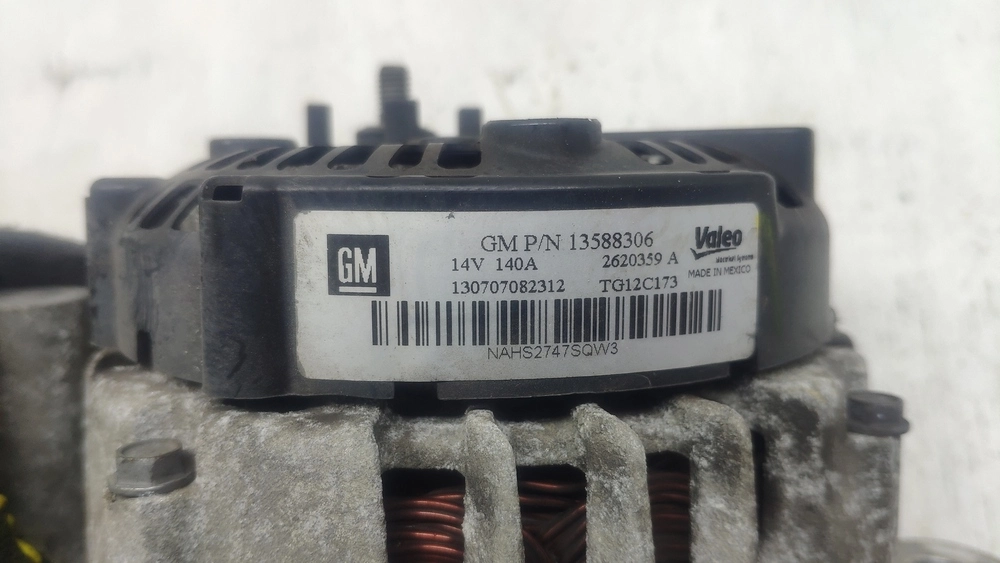 GM
GM P/N 13588306
14V 140A 2620359 A
130707082312 TG12C173
Valeo
MADE IN MEXICO
NAHS2747SQW3